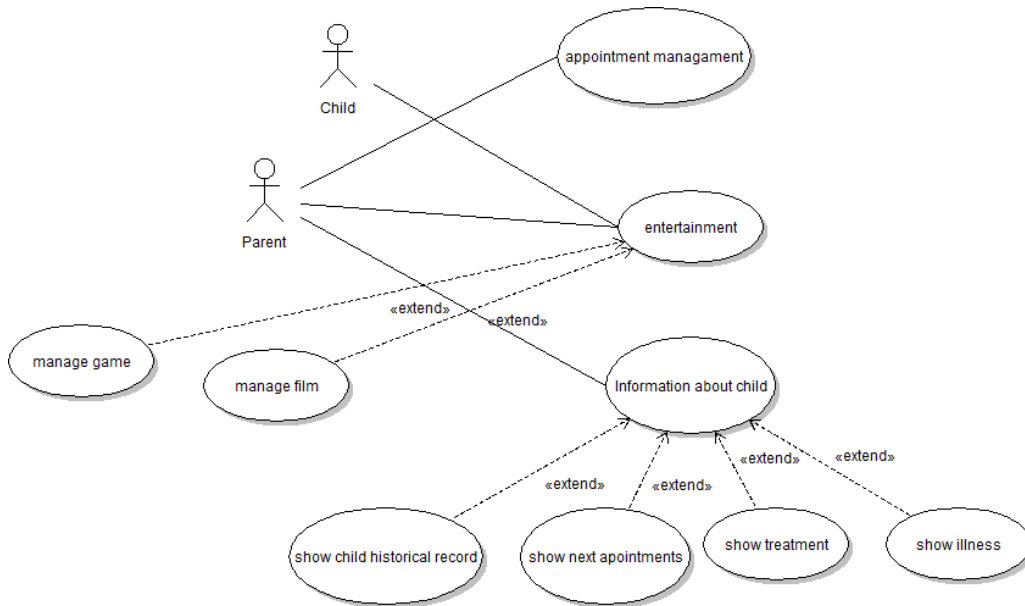 appointment managament
Child
Parent
entertainment
«extend»
«extend»
manage game
manage film
Information about child
«extend»
«extend»
«extend»
«extend»
show child historical record
show next apointments
show treatment
show illness